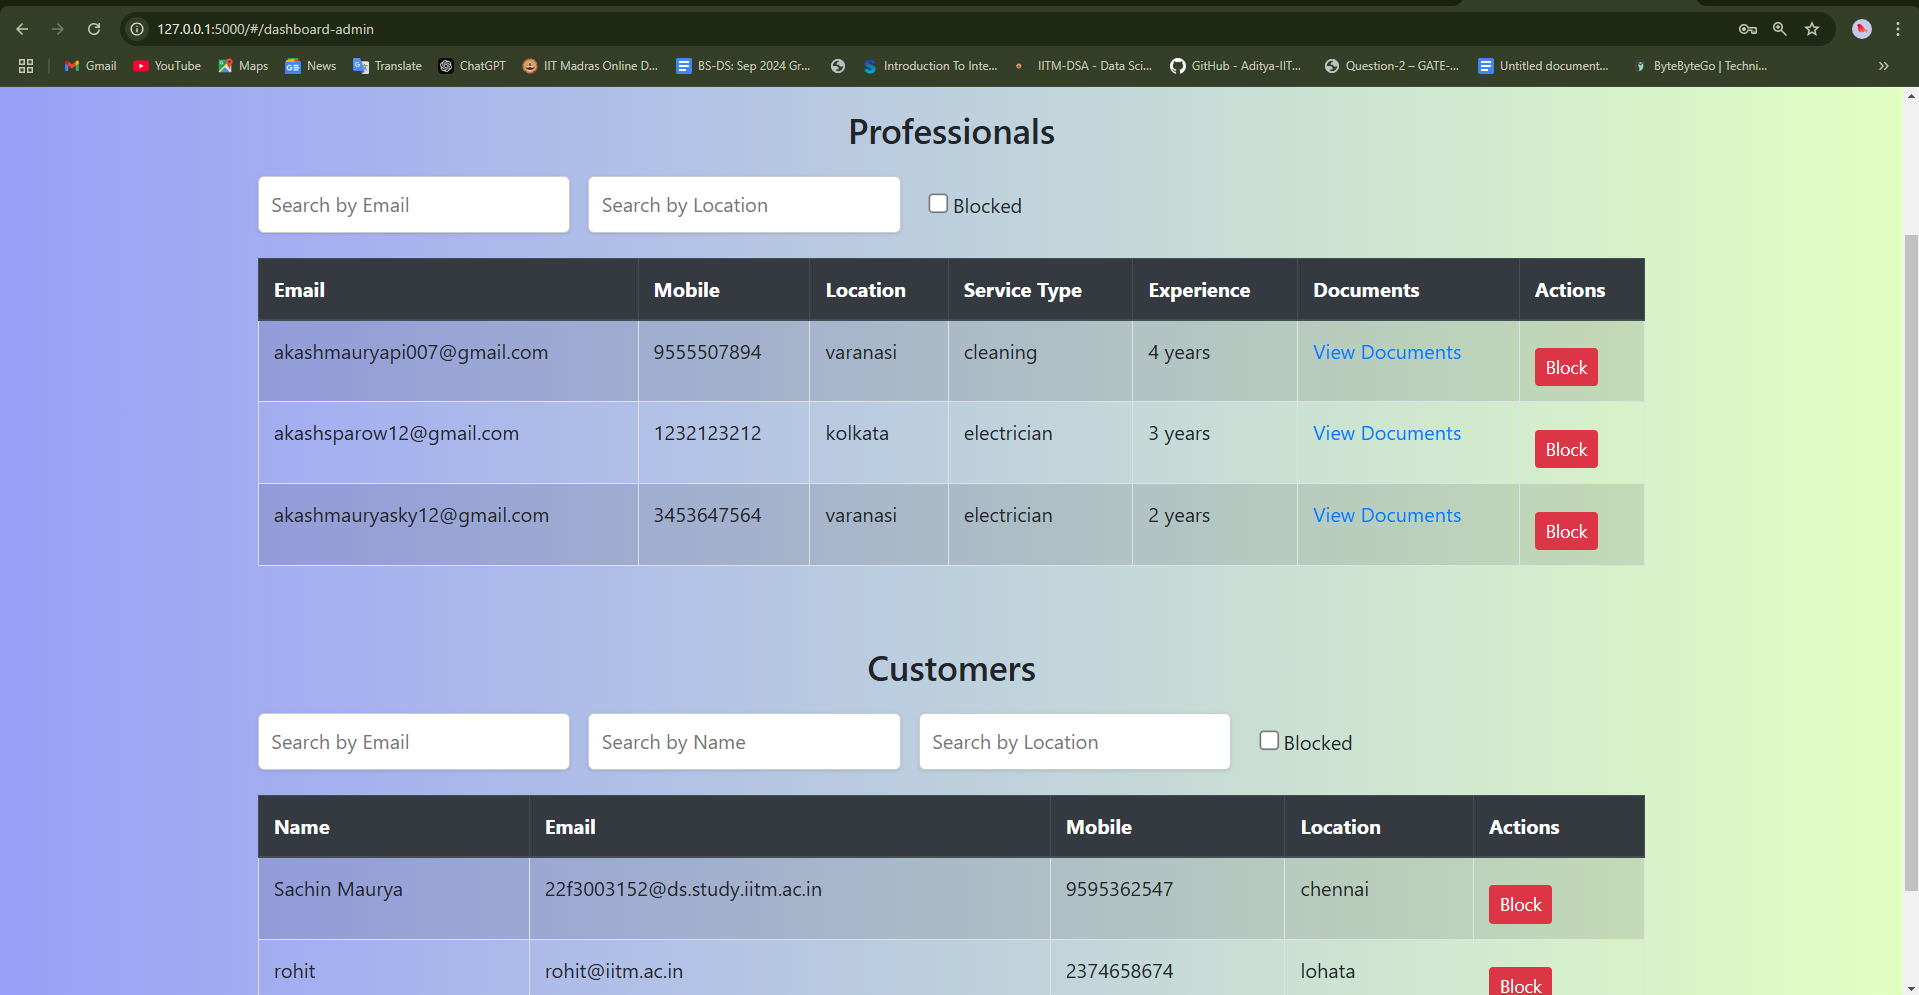 127.0.0.1:5000/#/dashboard-admin
Gmail YouTube Maps News Translate ChatGPT IIT Madras Online D... BS-DS: Sep 2024 Gr... Introduction To Inte... IITM-DSA - Data Sci... GitHub - Aditya-IIT... Question-2 – GATE-... Untitled document... ByteByteGo | Techni...
Professionals
Search by Email Search by Location Blocked
Email Mobile Location Service Type Experience Documents Actions
akashmauryapi007@gmail.com 9555507894 varanasi cleaning 4 years View Documents Block
akashsparow12@gmail.com 1232123212 kolkata electrician 3 years View Documents Block
akashmauryasky12@gmail.com 3453647564 varanasi electrician 2 years View Documents Block
Customers
Search by Email Search by Name Search by Location Blocked
Name Email Mobile Location Actions
Sachin Maurya 22f3003152@ds.study.iitm.ac.in 9595362547 chennai Block
rohit rohit@iitm.ac.in 2374658674 lohata Block